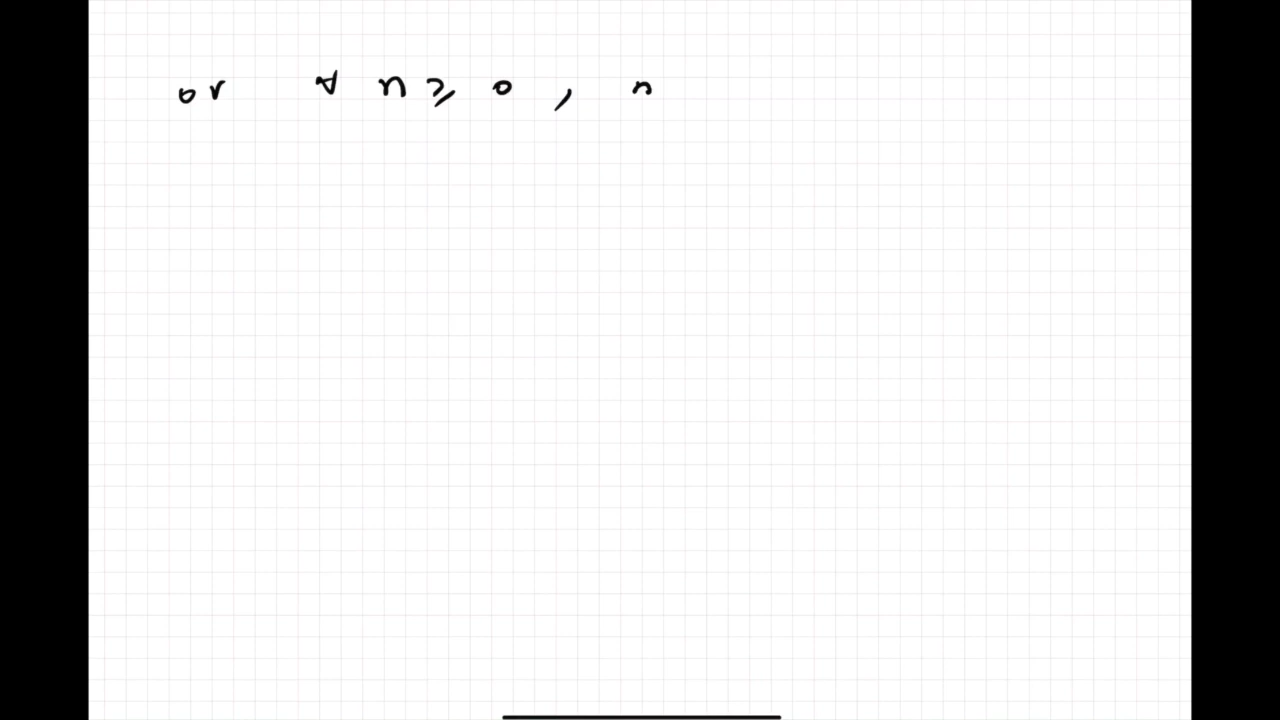 or ∀ n ⩾ 0 , n